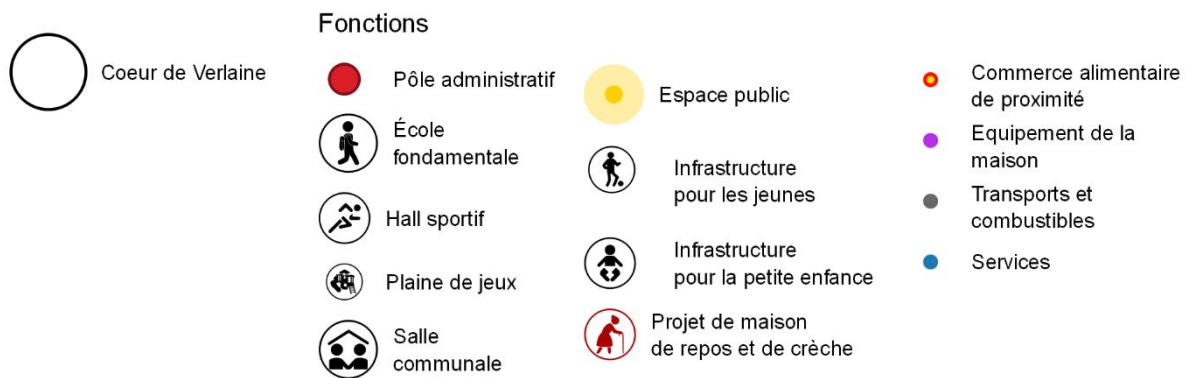 Coeur de Verlaine
Fonctions
Pôle administratif
École
fondamentale
Hall sportif
Plaine de jeux
Salle
communale
Espace public
Infrastructure
pour les jeunes
Infrastructure
pour la petite enfance
Projet de maison
de repos et de crèche
Commerce alimentaire
de proximité
Equipement de la
maison
Transports et
combustibles
Services